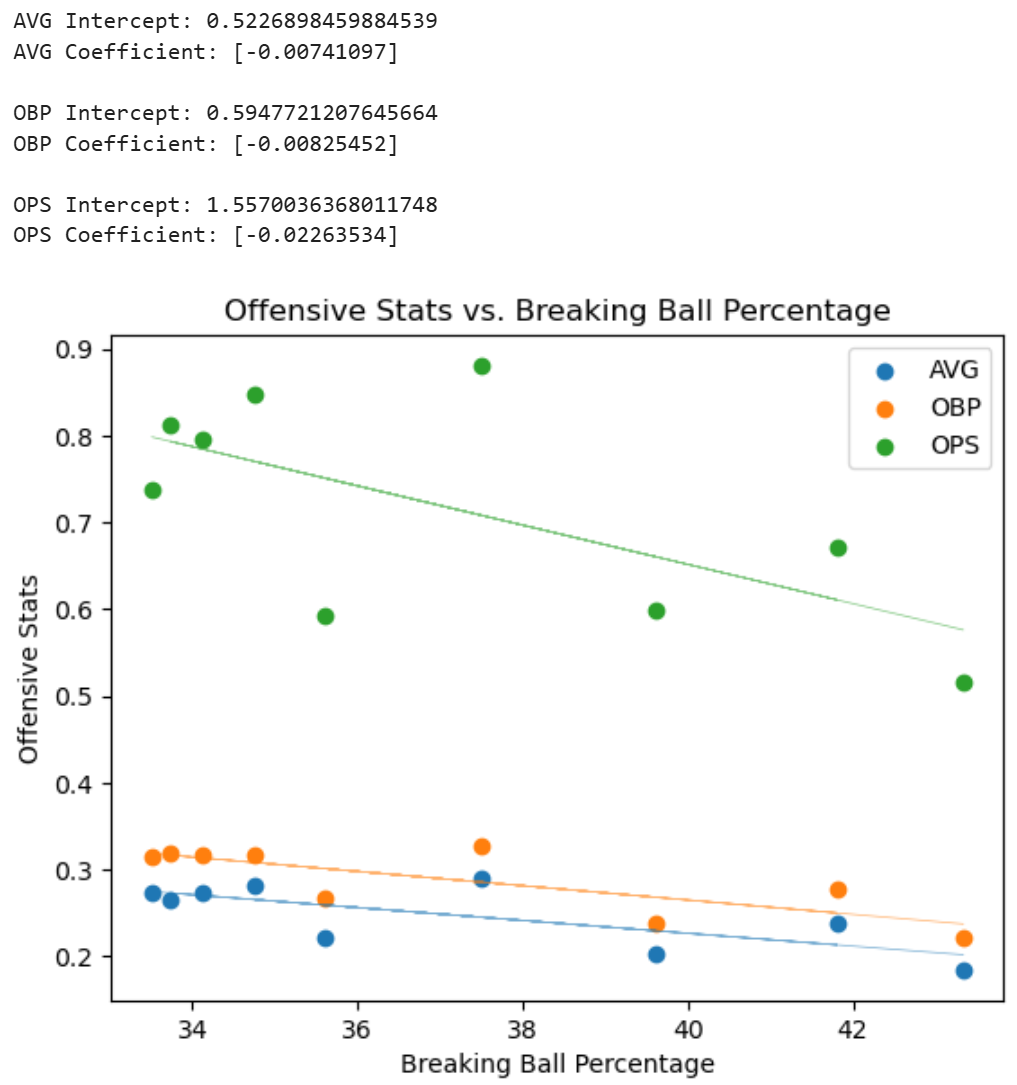 AVG Intercept: 0.5226898459884539
AVG Coefficient: [-0.00741097]
OBP Intercept: 0.5947721207645664
OBP Coefficient: [-0.00825452]
OPS Intercept: 1.5570036368011748
OPS Coefficient: [-0.02263534]
Offensive Stats vs. Breaking Ball Percentage
AVG
OBP
OPS
0.9
0.8
0.7
0.6
0.5
0.4
0.3
0.2
Offensive Stats
34 36 38 40 42
Breaking Ball Percentage